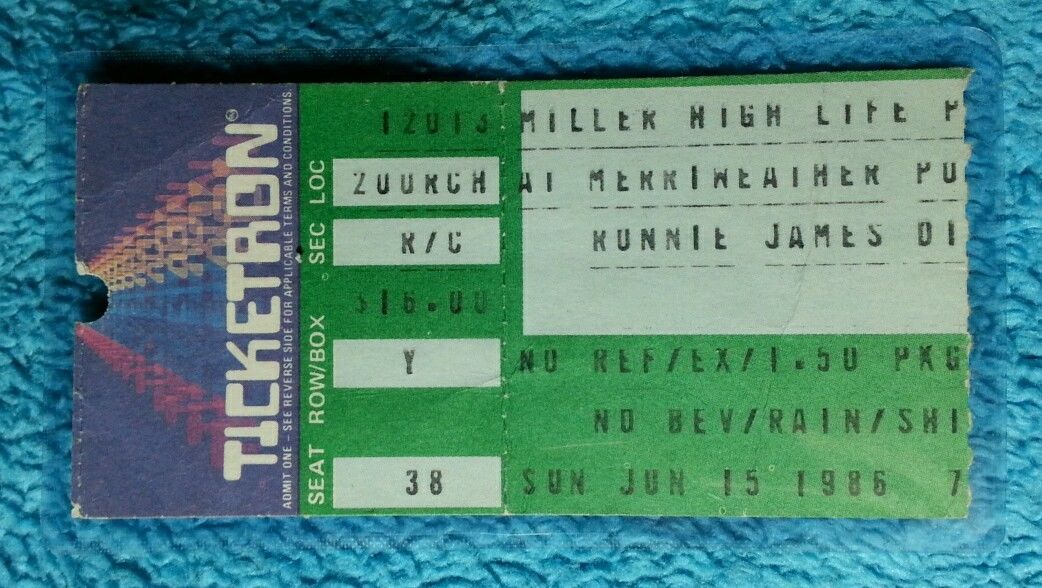 TICKETRON®
ADMIT ONE – SEE REVERSE SIDE FOR APPLICABLE TERMS AND CONDITIONS.
SEAT ROW/BOX SEC LOC
12013
ZOORCH
R/C
$16.00
Y
38
MILLER HIGH LIFE P
AT MERRIWEATHER PO
RONNIE JAMES DI
NO REF/EX/1.50 PKG
NO BEV/RAIN/SHI
SUN JUN 15 1986 7